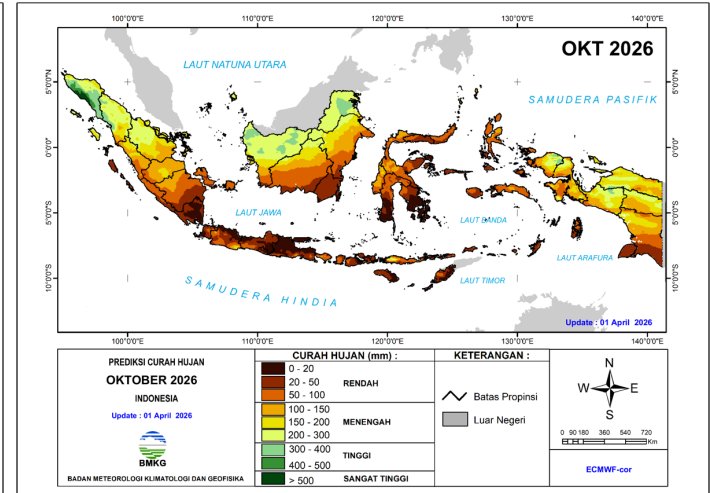 100°0'0"E 110°0'0"E 120°0'0"E 130°0'0"E 140°0'0"E
OKT 2026
LAUT NATUNA UTARA
SAMUDERA PASIFIK
5°0'0"N 5°0'0"N
0°0'0" 0°0'0"
5°0'0"S 5°0'0"S
10°0'0"S 10°0'0"S
LAUT JAWA
LAUT BANDA
LAUT ARAFURA
LAUT TIMOR
SAMUDERA HINDIA
Update : 01 April 2026
100°0'0"E 110°0'0"E 120°0'0"E 130°0'0"E 140°0'0"E
PREDIKSI CURAH HUJAN
OKTOBER 2026
INDONESIA
Update : 01 April 2026
BMKG
BADAN METEOROLOGI KLIMATOLOGI DAN GEOFISIKA
CURAH HUJAN (mm) :
0 - 20
20 - 50
50 - 100
RENDAH
100 - 150
150 - 200
200 - 300
MENENGAH
300 - 400
400 - 500
TINGGI
> 500
SANGAT TINGGI
KETERANGAN :
Batas Propinsi
Luar Negeri
N
W E
S
0 90 180 360 540 720
Km
ECMWF-cor